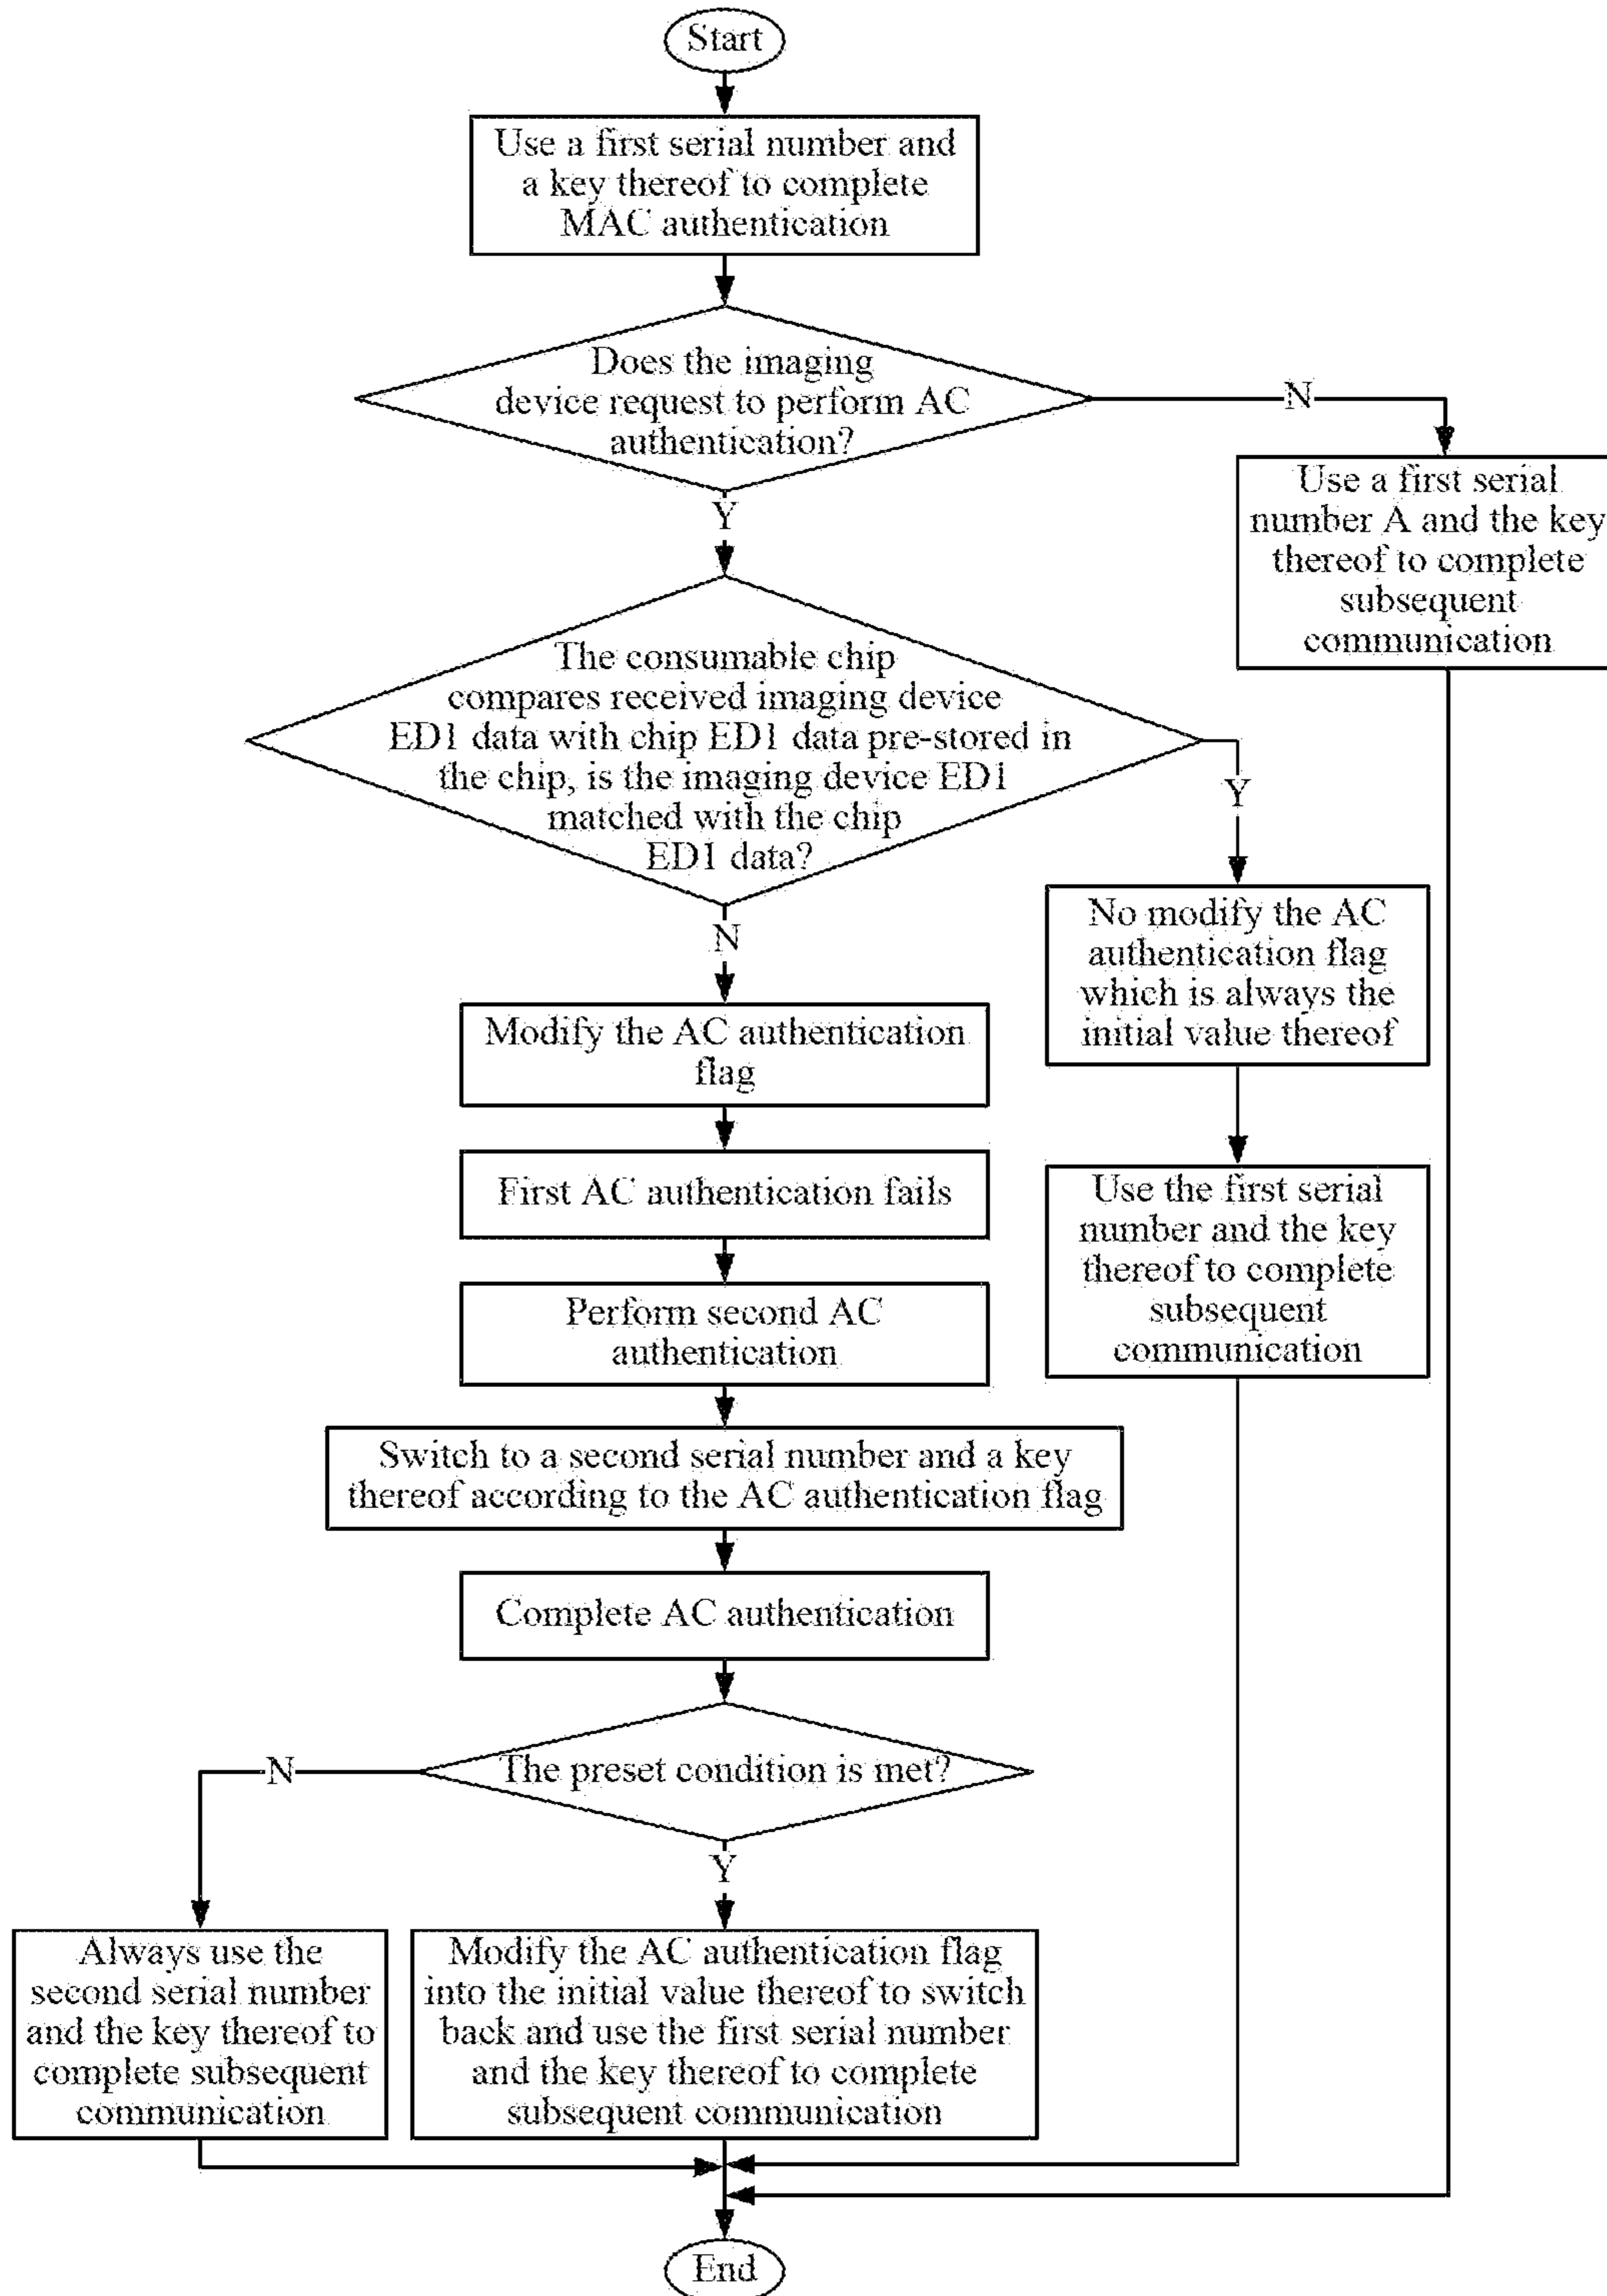 Start
Use a first serial number and
a key thereof to complete
MAC authentication
Does the imaging
device request to perform AC
authentication?
N
Use a first serial
number A and the key
thereof to complete
subsequent
communication
Y
The consumable chip
compares received imaging device
ED1 data with chip ED1 data pre-stored in
the chip, is the imaging device ED1
matched with the chip
ED1 data?
Y
No modify the AC
authentication flag
which is always the
initial value thereof
Use the first serial
number and the key
thereof to complete
subsequent
communication
N
Modify the AC authentication
flag
First AC authentication fails
Perform second AC
authentication
Switch to a second serial number and a key
thereof according to the AC authentication flag
Complete AC authentication
The preset condition is met?
N
Always use the
second serial number
and the key thereof to
complete subsequent
communication
Y
Modify the AC authentication flag
into the initial value thereof to switch
back and use the first serial number
and the key thereof to complete
subsequent communication
End